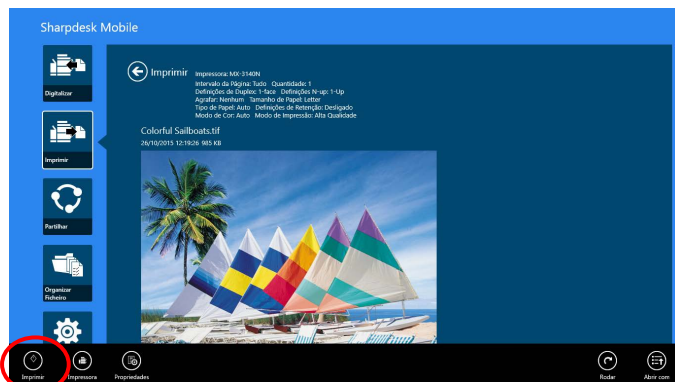 Sharpdesk Mobile
Digitalizar
Imprimir
Partilhar
Organizar
Ficheiro
Imprimir
Impressora: MX-3140N
Intervalo da Página: Tudo Quantidade: 1
Definições de Duplex: 1-face Definições N-up: 1-Up
Agrafar: Nenhum Tamanho de Papel: Letter
Tipo de Papel: Auto Definições de Retenção: Desligado
Modo de Cor: Auto Modo de Impressão: Alta Qualidade
Colorful Sailboats.tif
26/10/2015 12:19:26 985 KB
Imprimir
Impressora
Propriedades
Rodar
Abrir com